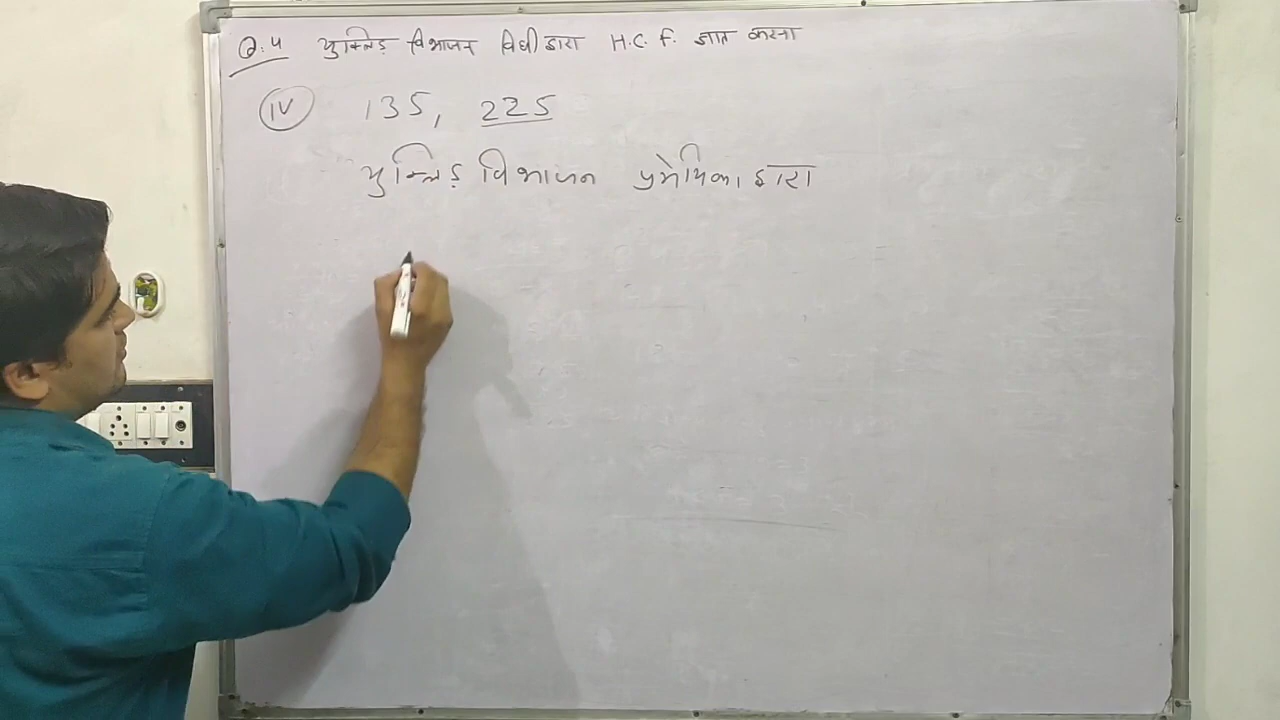 Q.4 युक्लिड विभाजन विधी द्वारा H.C.F. ज्ञात करना
IV 135, 225
युक्लिड विभाजन प्रमेयिका द्वारा